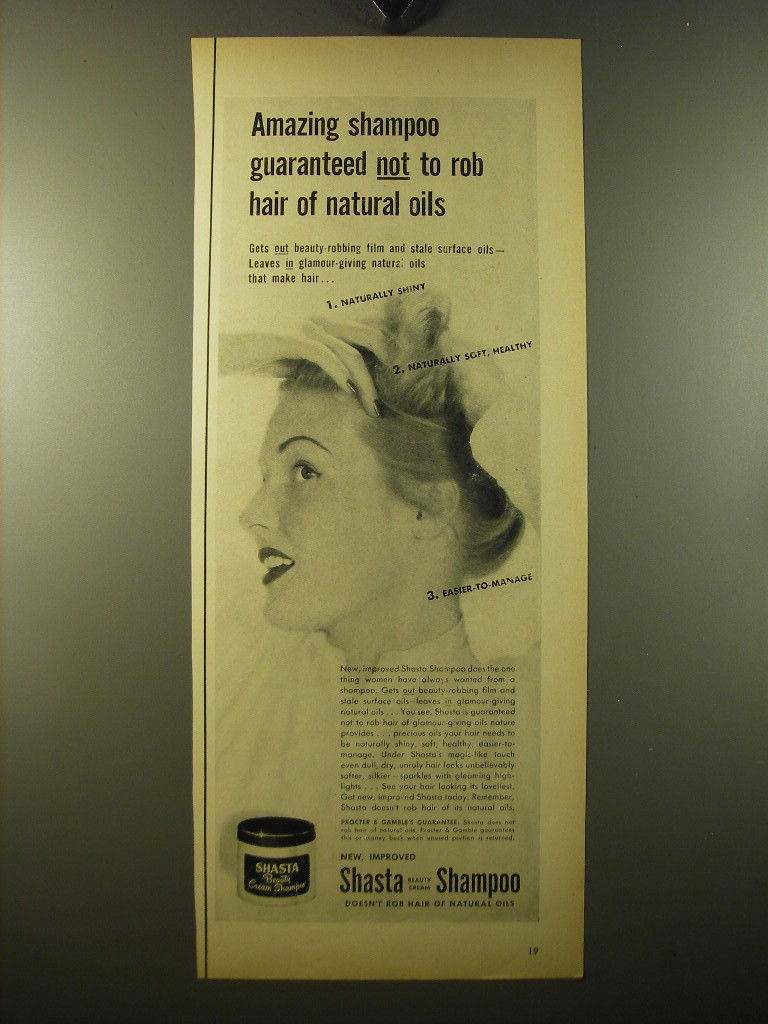 Amazing shampoo
guaranteed not to rob
hair of natural oils
Gets out beauty-robbing film and stale surface oils—
Leaves in glamour-giving natural oils
that make hair...
1. NATURALLY SHINY
2. NATURALLY SOFT, HEALTHY
3. EASIER-TO-MANAGE
New, improved Shasta Shampoo does the one
thing women have always wanted from a
shampoo. Gets out beauty-robbing film and
stale surface oils—leaves in glamour-giving
natural oils . . . You see, Shasta is guaranteed
not to rob hair of glamour-giving oils nature
provides . . . precious oils your hair needs to
be naturally shiny, soft, healthy, easier-to-
manage. Under Shasta's magic-like touch
even dull, dry, unruly hair looks unbelievably
softer, silkier—sparkles with gleaming high-
lights . . . See your hair looking its loveliest.
Get new, improved Shasta today. Remember,
Shasta doesn't rob hair of its natural oils.
PROCTER & GAMBLE'S GUARANTEE: Shasta does not
rob hair of natural oils. Procter & Gamble guarantees
this or money back when unused portion is returned.
SHASTA
Beauty
Cream Shampoo
NEW, IMPROVED
Shasta BEAUTY CREAM Shampoo
DOESN'T ROB HAIR OF NATURAL OILS
19